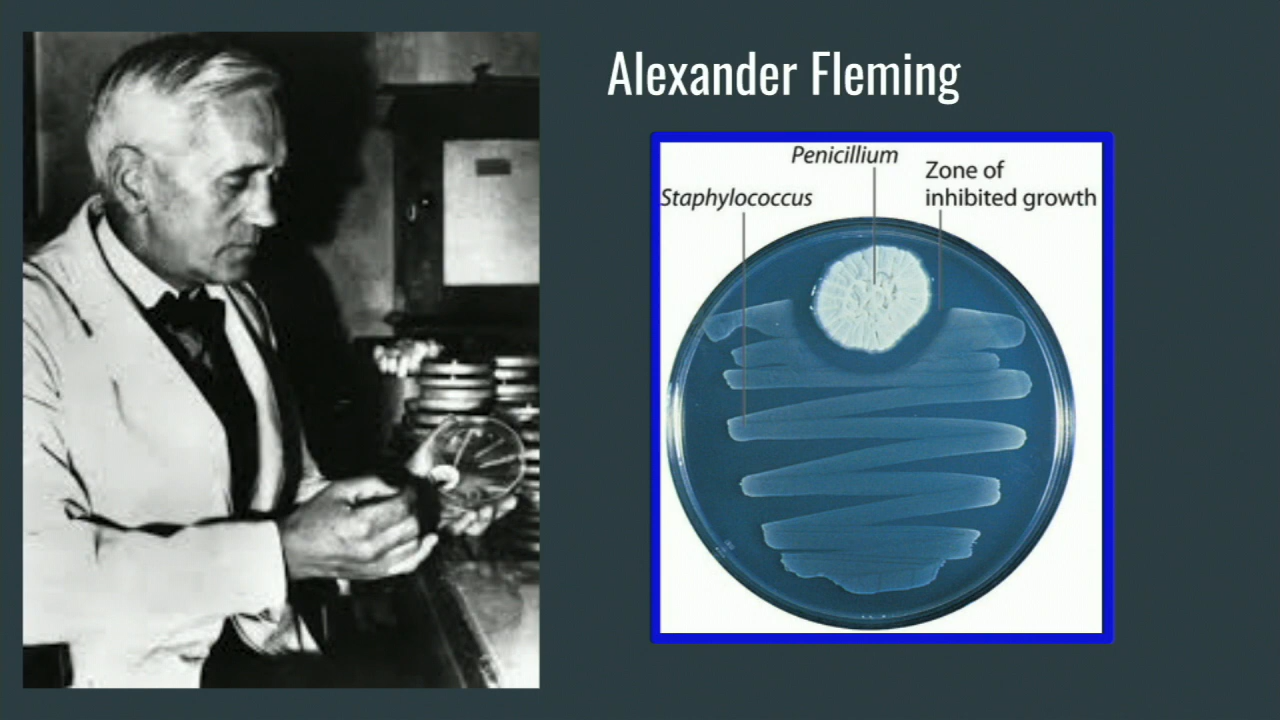 Alexander Fleming
Penicillium
Staphylococcus
Zone of
inhibited growth